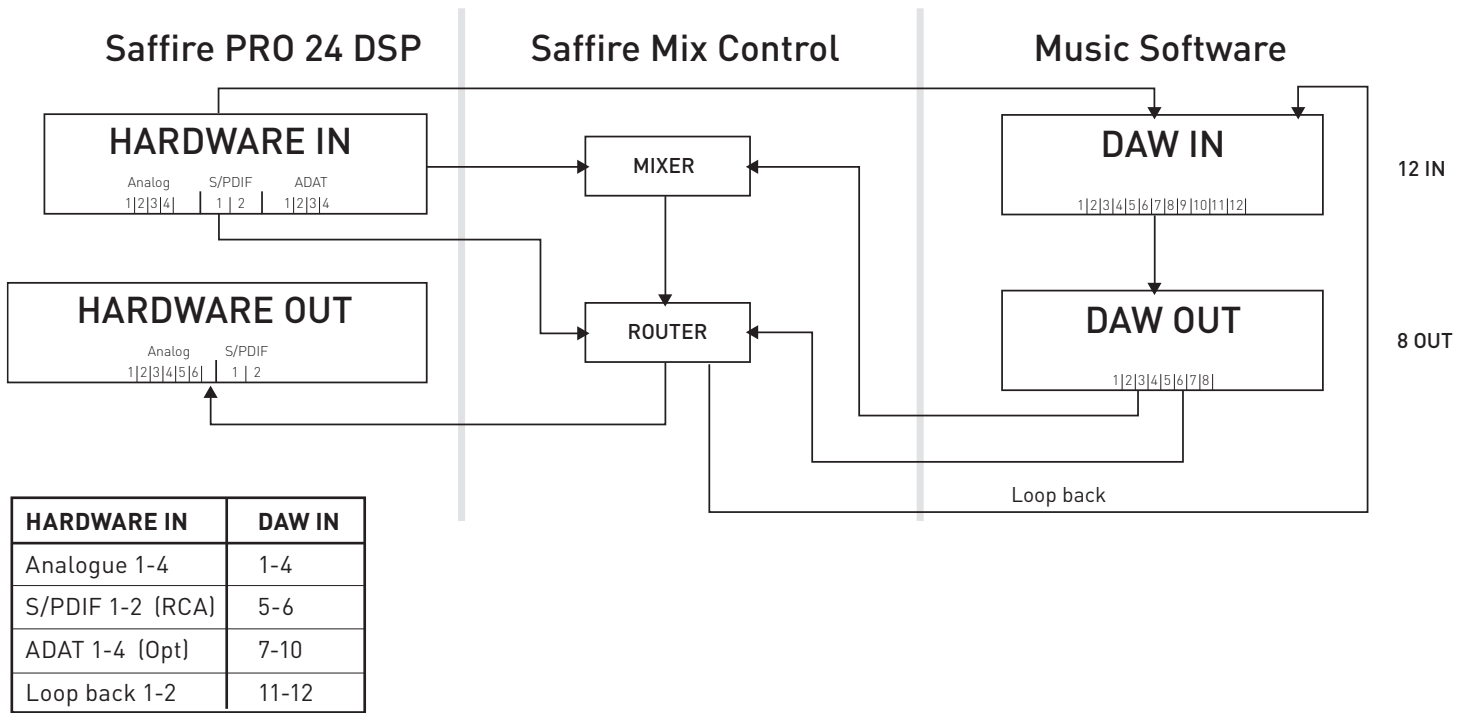 Saffire PRO 24 DSP
Saffire Mix Control
Music Software
HARDWARE IN
Analog S/PDIF ADAT
1|2|3|4| 1 | 2 1|2|3|4
MIXER
DAW IN
1|2|3|4|5|6|7|8|9|10|11|12|
12 IN
HARDWARE OUT
Analog S/PDIF
1|2|3|4|5|6| 1 | 2
ROUTER
DAW OUT
1|2|3|4|5|6|7|8|
8 OUT
Loop back
HARDWARE IN DAW IN
Analogue 1-4 1-4
S/PDIF 1-2 (RCA) 5-6
ADAT 1-4 (Opt) 7-10
Loop back 1-2 11-12